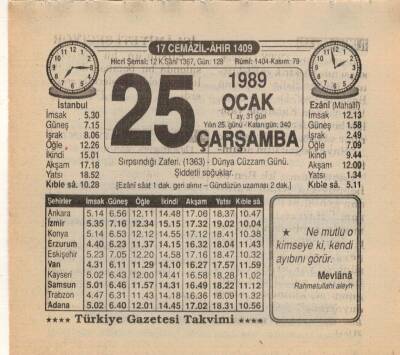 17 CEMÂZİL-ÂHİR 1409
Hicrî Şemsî: 12 K.Sânî 1367, Gün: 128
Rûmî: 1404-Kasım: 79
25
1989
OCAK
1. ay, 31 gün
Yılın 25. günü - Kalan gün: 340
ÇARŞAMBA
İstanbul
İmsak 5.30
Güneş 7.15
İşrak 8.06
Öğle 12.26
İkindi 15.01
Akşam 17.18
Yatsı 18.52
Kıble sâ. 10.28
Ezânî (Mahallî)
İmsak 12.13
Güneş 1.58
İşrak 2.49
Öğle 7.09
İkindi 9.44
Akşam 12.00
Yatsı 1.34
Kıble sâ. 5.11
Sırpsındığı Zaferi. (1363) - Dünya Cüzzam Günü.
Şiddetli soğuklar.
[Ezânî sâat 1 dak. geri alınır – Gündüzün uzaması 2 dak.]
Şehirler İmsak Güneş Öğle İkindi Akşam Yatsı Kıble sâ.
Ankara 5.14 6.56 12.11 14.48 17.06 18.37 10.47
İzmir 5.35 7.16 12.34 15.15 17.32 19.02 10.04
Konya 5.14 6.53 12.12 14.55 17.12 18.41 10.38
Erzurum 4.40 6.23 11.37 14.15 16.32 18.04 11.43
Eskişehir 5.23 7.05 12.20 14.58 17.16 18.47 10.32
Van 4.31 6.11 11.29 14.10 16.27 17.57 11.59
Kayseri 5.02 6.43 12.00 14.41 16.58 18.28 11.02
Samsun 5.01 6.46 11.57 14.31 16.49 18.22 11.12
Trabzon 4.47 6.31 11.43 14.18 16.36 18.09 11.31
Adana 5.02 6.40 12.01 14.45 17.02 18.31 10.56
★ Ne mutlu o
kimseye ki, kendi
ayıbını görür.
Mevlânâ
Rahmetullahi aleyh
★★★★ Türkiye Gazetesi Takvimi ★★★★